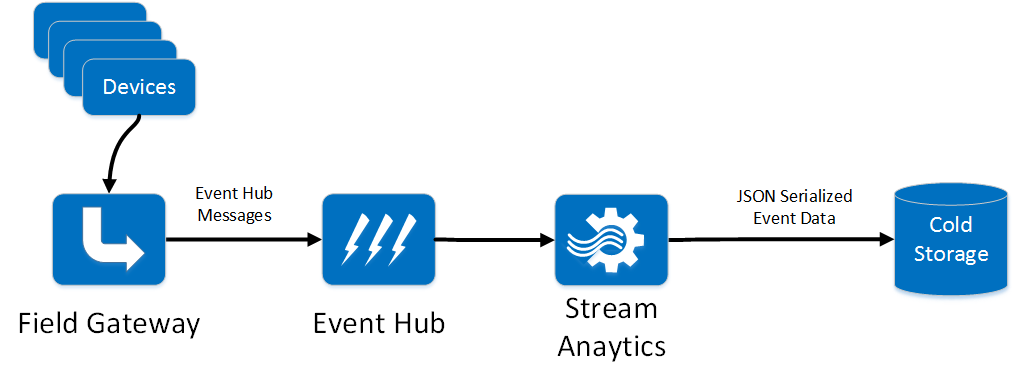 Devices
Event Hub
Messages
JSON Serialized
Event Data
Cold
Storage
Field Gateway
Event Hub
Stream
Anaytics